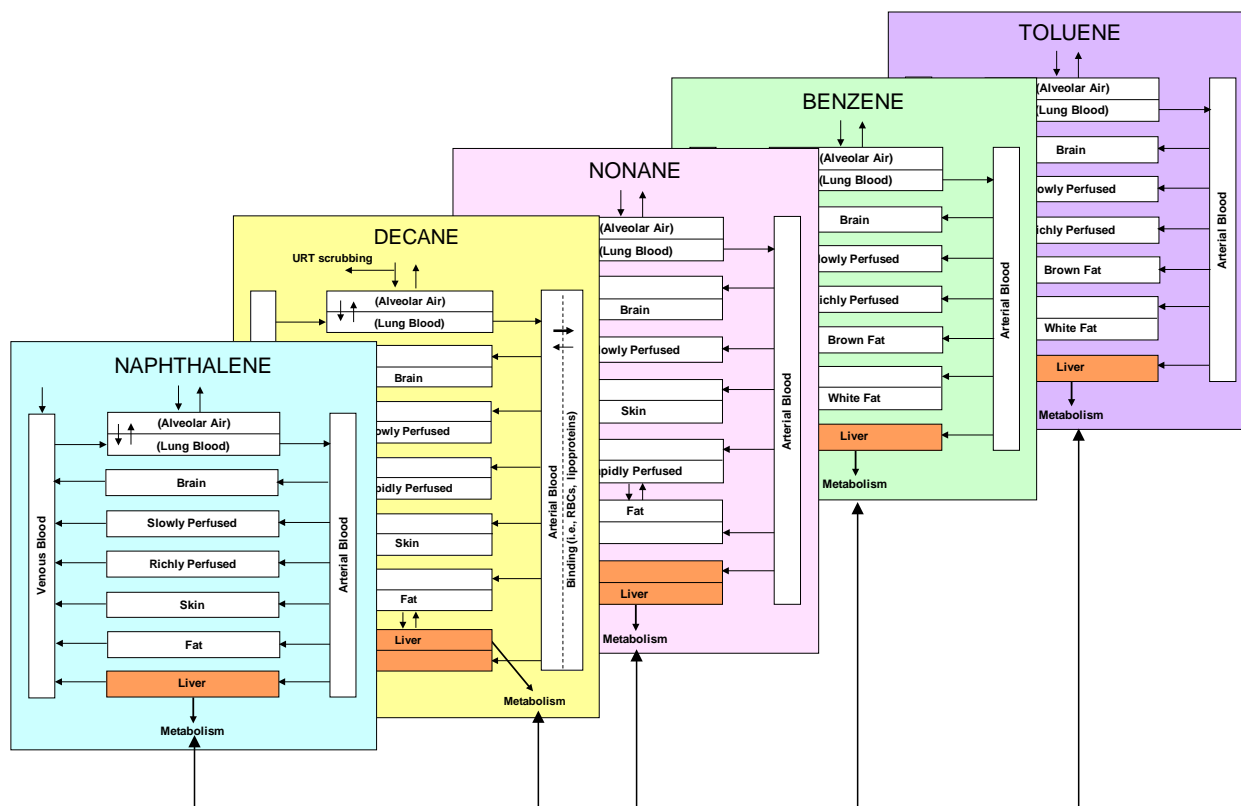 TOLUENE
(Alveolar Air)
(Lung Blood)
Brain
owly Perfused
ichly Perfused
Brown Fat
White Fat
Liver
Metabolism
Arterial Blood
BENZENE
(Alveolar Air)
(Lung Blood)
Brain
lowly Perfused
ichly Perfused
Brown Fat
White Fat
Liver
Metabolism
Arterial Blood
NONANE
(Alveolar Air)
(Lung Blood)
Brain
lowly Perfused
Skin
apidly Perfused
Fat
Liver
Metabolism
Arterial Blood
DECANE
URT scrubbing
(Alveolar Air)
(Lung Blood)
Brain
owly Perfused
pidly Perfused
Skin
Fat
Liver
Metabolism
Arterial Blood
Binding (i.e., RBCs, lipoproteins)
NAPHTHALENE
(Alveolar Air)
(Lung Blood)
Brain
Slowly Perfused
Richly Perfused
Skin
Fat
Liver
Metabolism
Venous Blood
Arterial Blood